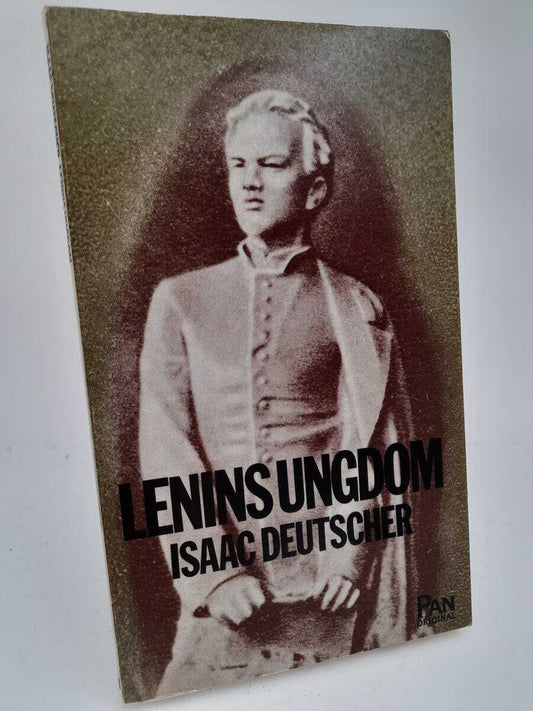 LENINS UNGDOM
ISAAC DEUTSCHER
PAN
ORIGINAL